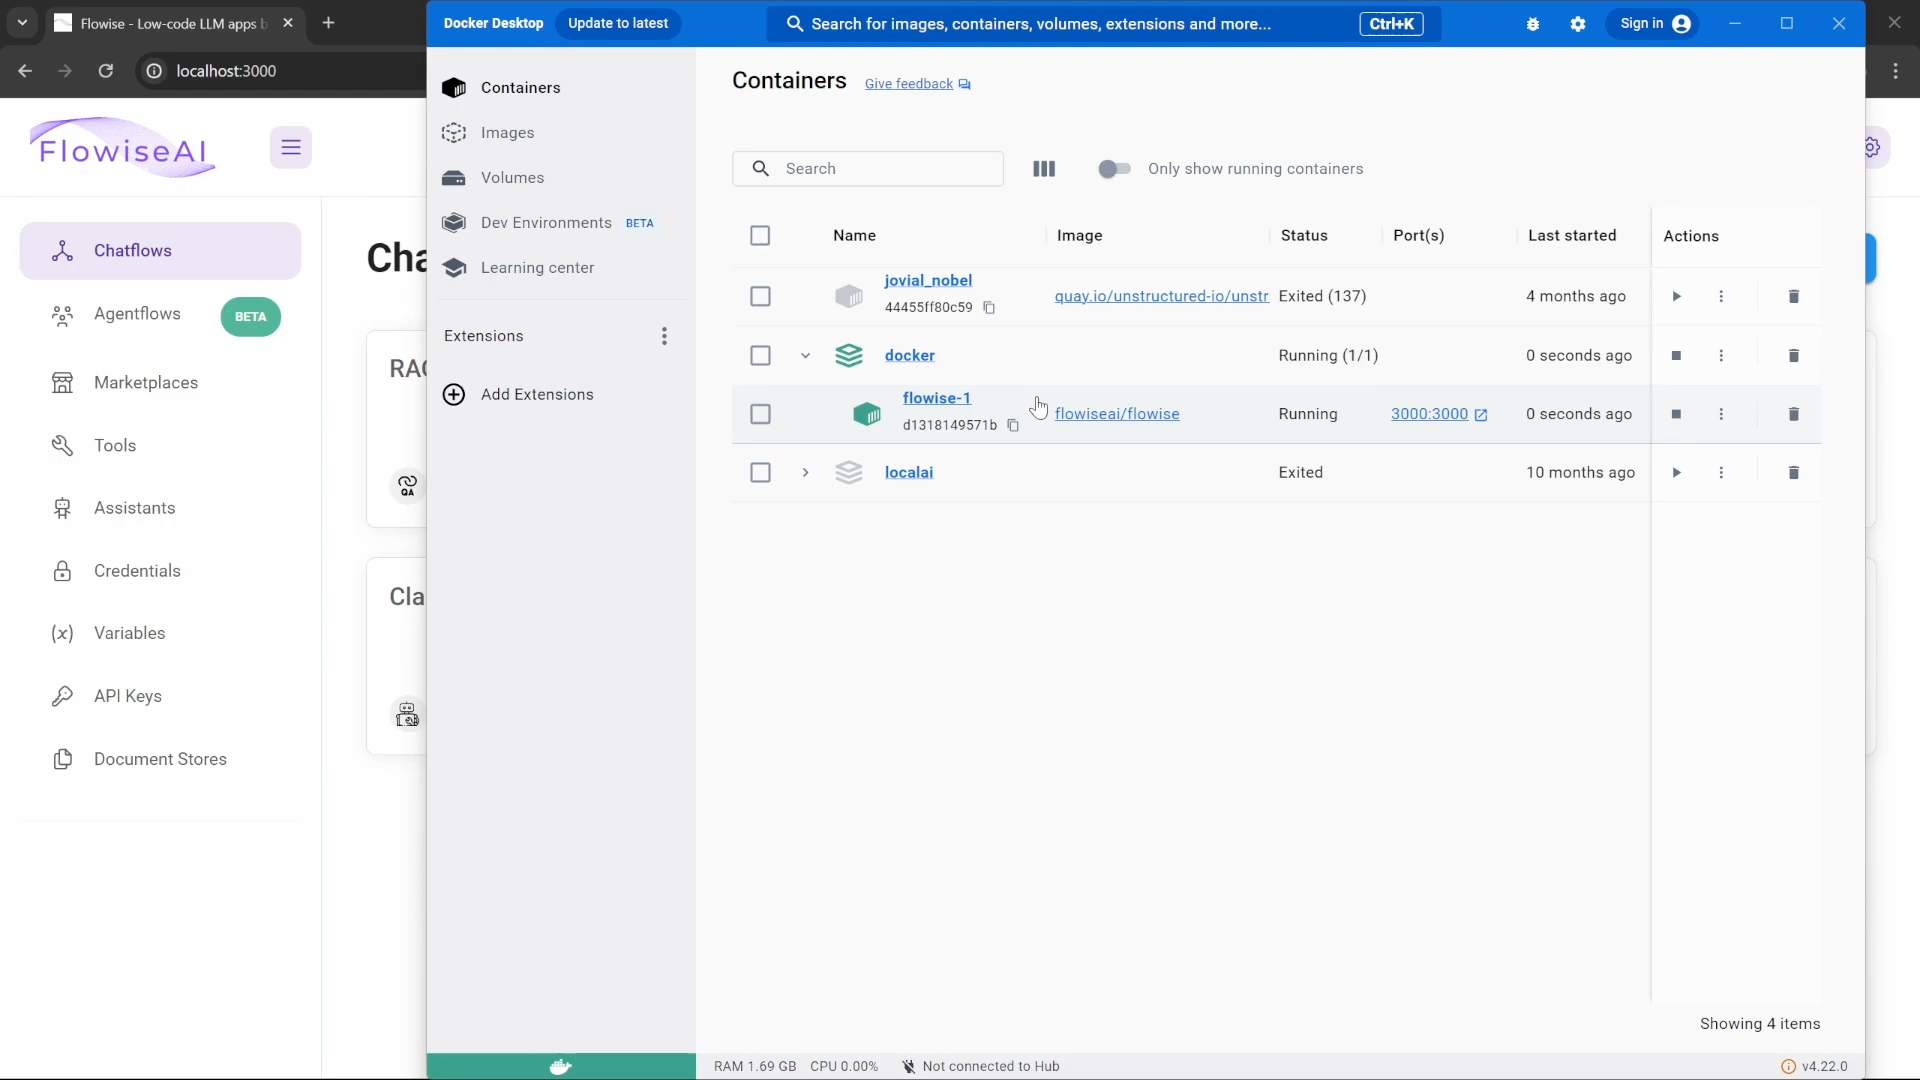 Flowise - Low-code LLM apps b
localhost:3000
FlowiseAI
Chatflows
Agentflows
BETA
Marketplaces
Tools
Assistants
Credentials
Variables
API Keys
Document Stores
Cha
RAG
QA
Cla
Docker Desktop
Update to latest
Search for images, containers, volumes, extensions and more...
Ctrl+K
Sign in
Containers
Images
Volumes
Dev Environments BETA
Learning center
Extensions
Add Extensions
Containers Give feedback
Search
Only show running containers
Name Image Status Port(s) Last started Actions
jovial_nobel
44455ff80c59
quay.io/unstructured-io/unstr Exited (137) 4 months ago
docker Running (1/1) 0 seconds ago
flowise-1
d1318149571b
flowiseai/flowise Running 3000:3000 0 seconds ago
localai Exited 10 months ago
Showing 4 items
RAM 1.69 GB CPU 0.00% Not connected to Hub
v4.22.0